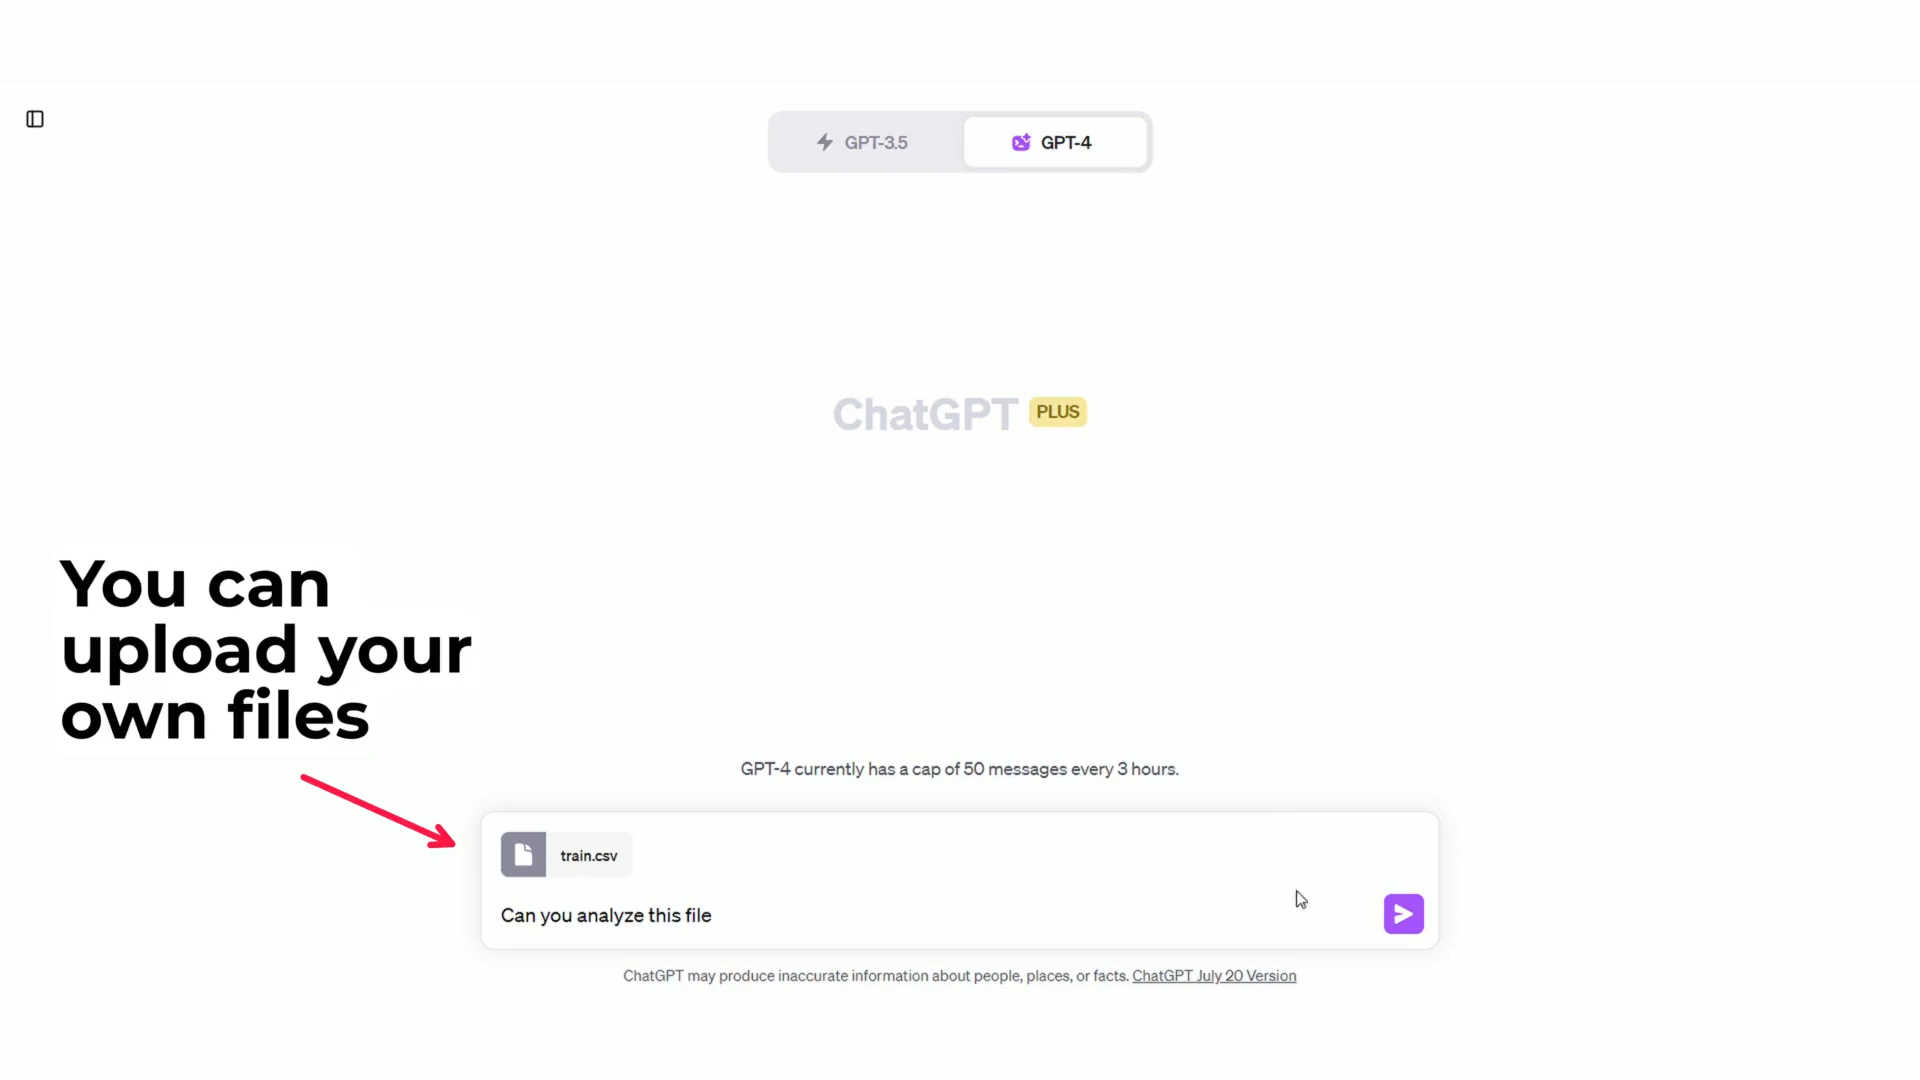 GPT-3.5
GPT-4
ChatGPT PLUS
You can
upload your
own files
GPT-4 currently has a cap of 50 messages every 3 hours.
train.csv
Can you analyze this file
ChatGPT may produce inaccurate information about people, places, or facts. ChatGPT July 20 Version